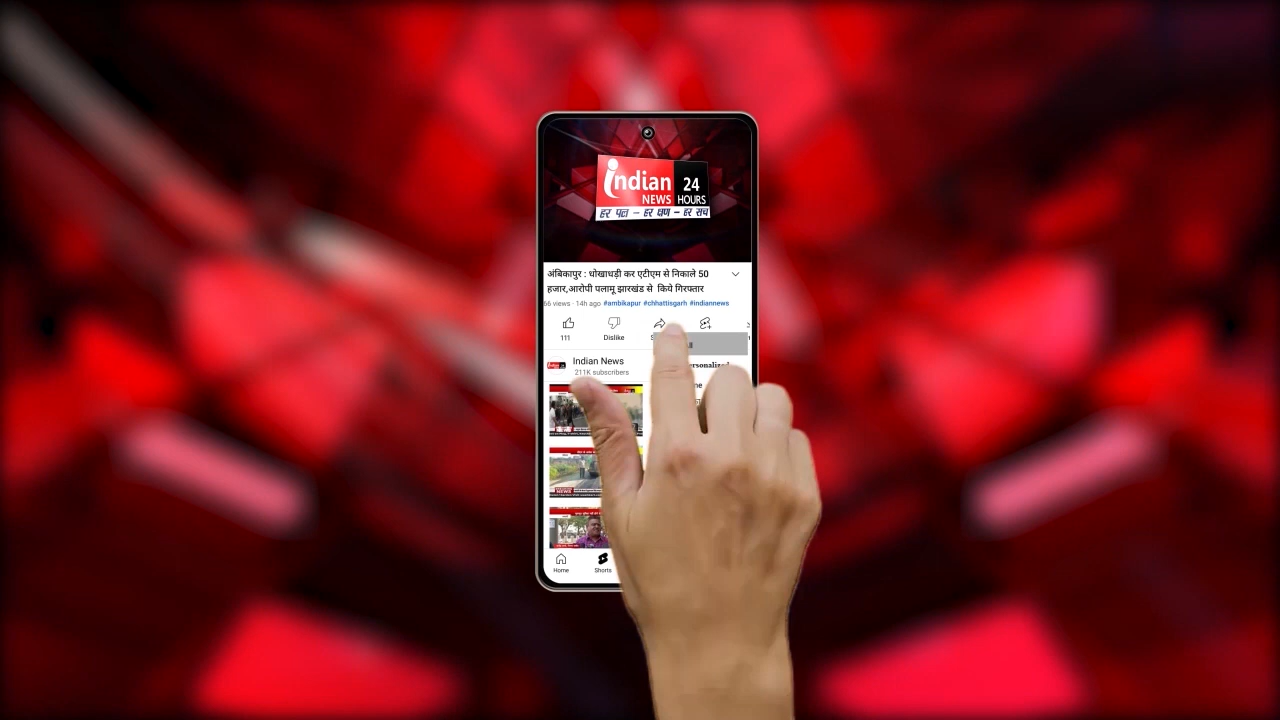 indian
NEWS
24
HOURS
हर पल – हर क्षण – हर सच
अंबिकापुर : धोखाधड़ी कर एटीएम से निकाले 50
हजार,आरोपी पलामू झारखंड से किये गिरफ्तार
66 views · 14h ago #ambikapur #chhattisgarh #indiannews
111
Dislike
Indian News
211K subscribers
Home
Shorts